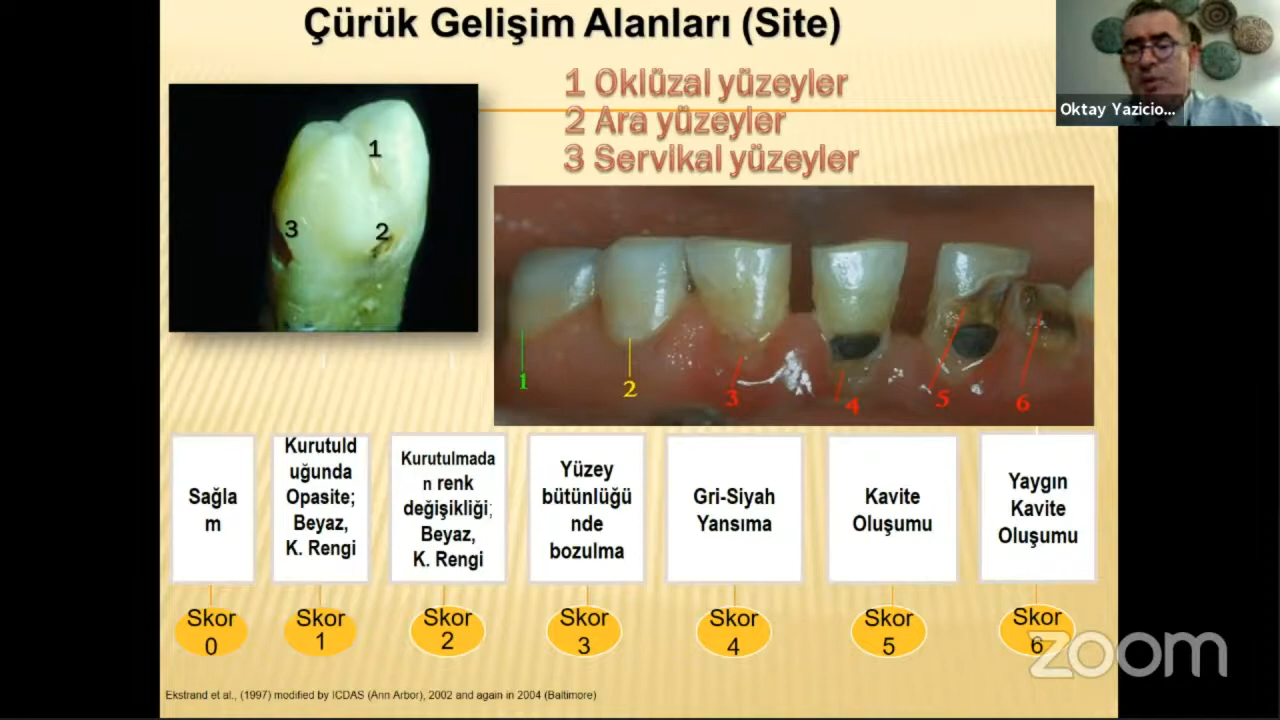 Çürük Gelişim Alanları (Site)
1 Oklüzal yüzeyler
2 Ara yüzeyler
3 Servikal yüzeyler
Oktay Yazicio...
1
3
2
1
2
3
4
5
6
Sağla
m
Kurutuld
uğunda
Opasite;
Beyaz,
K. Rengi
Kurutulmada
n renk
değişikliği;
Beyaz,
K. Rengi
Yüzey
bütünlüğü
nde
bozulma
Gri-Siyah
Yansıma
Kavite
Oluşumu
Yaygın
Kavite
Oluşumu
Skor
0
Skor
1
Skor
2
Skor
3
Skor
4
Skor
5
Skor
6
zoom
Ekstrand et al., (1997) modified by ICDAS (Ann Arbor), 2002 and again in 2004 (Baltimore)